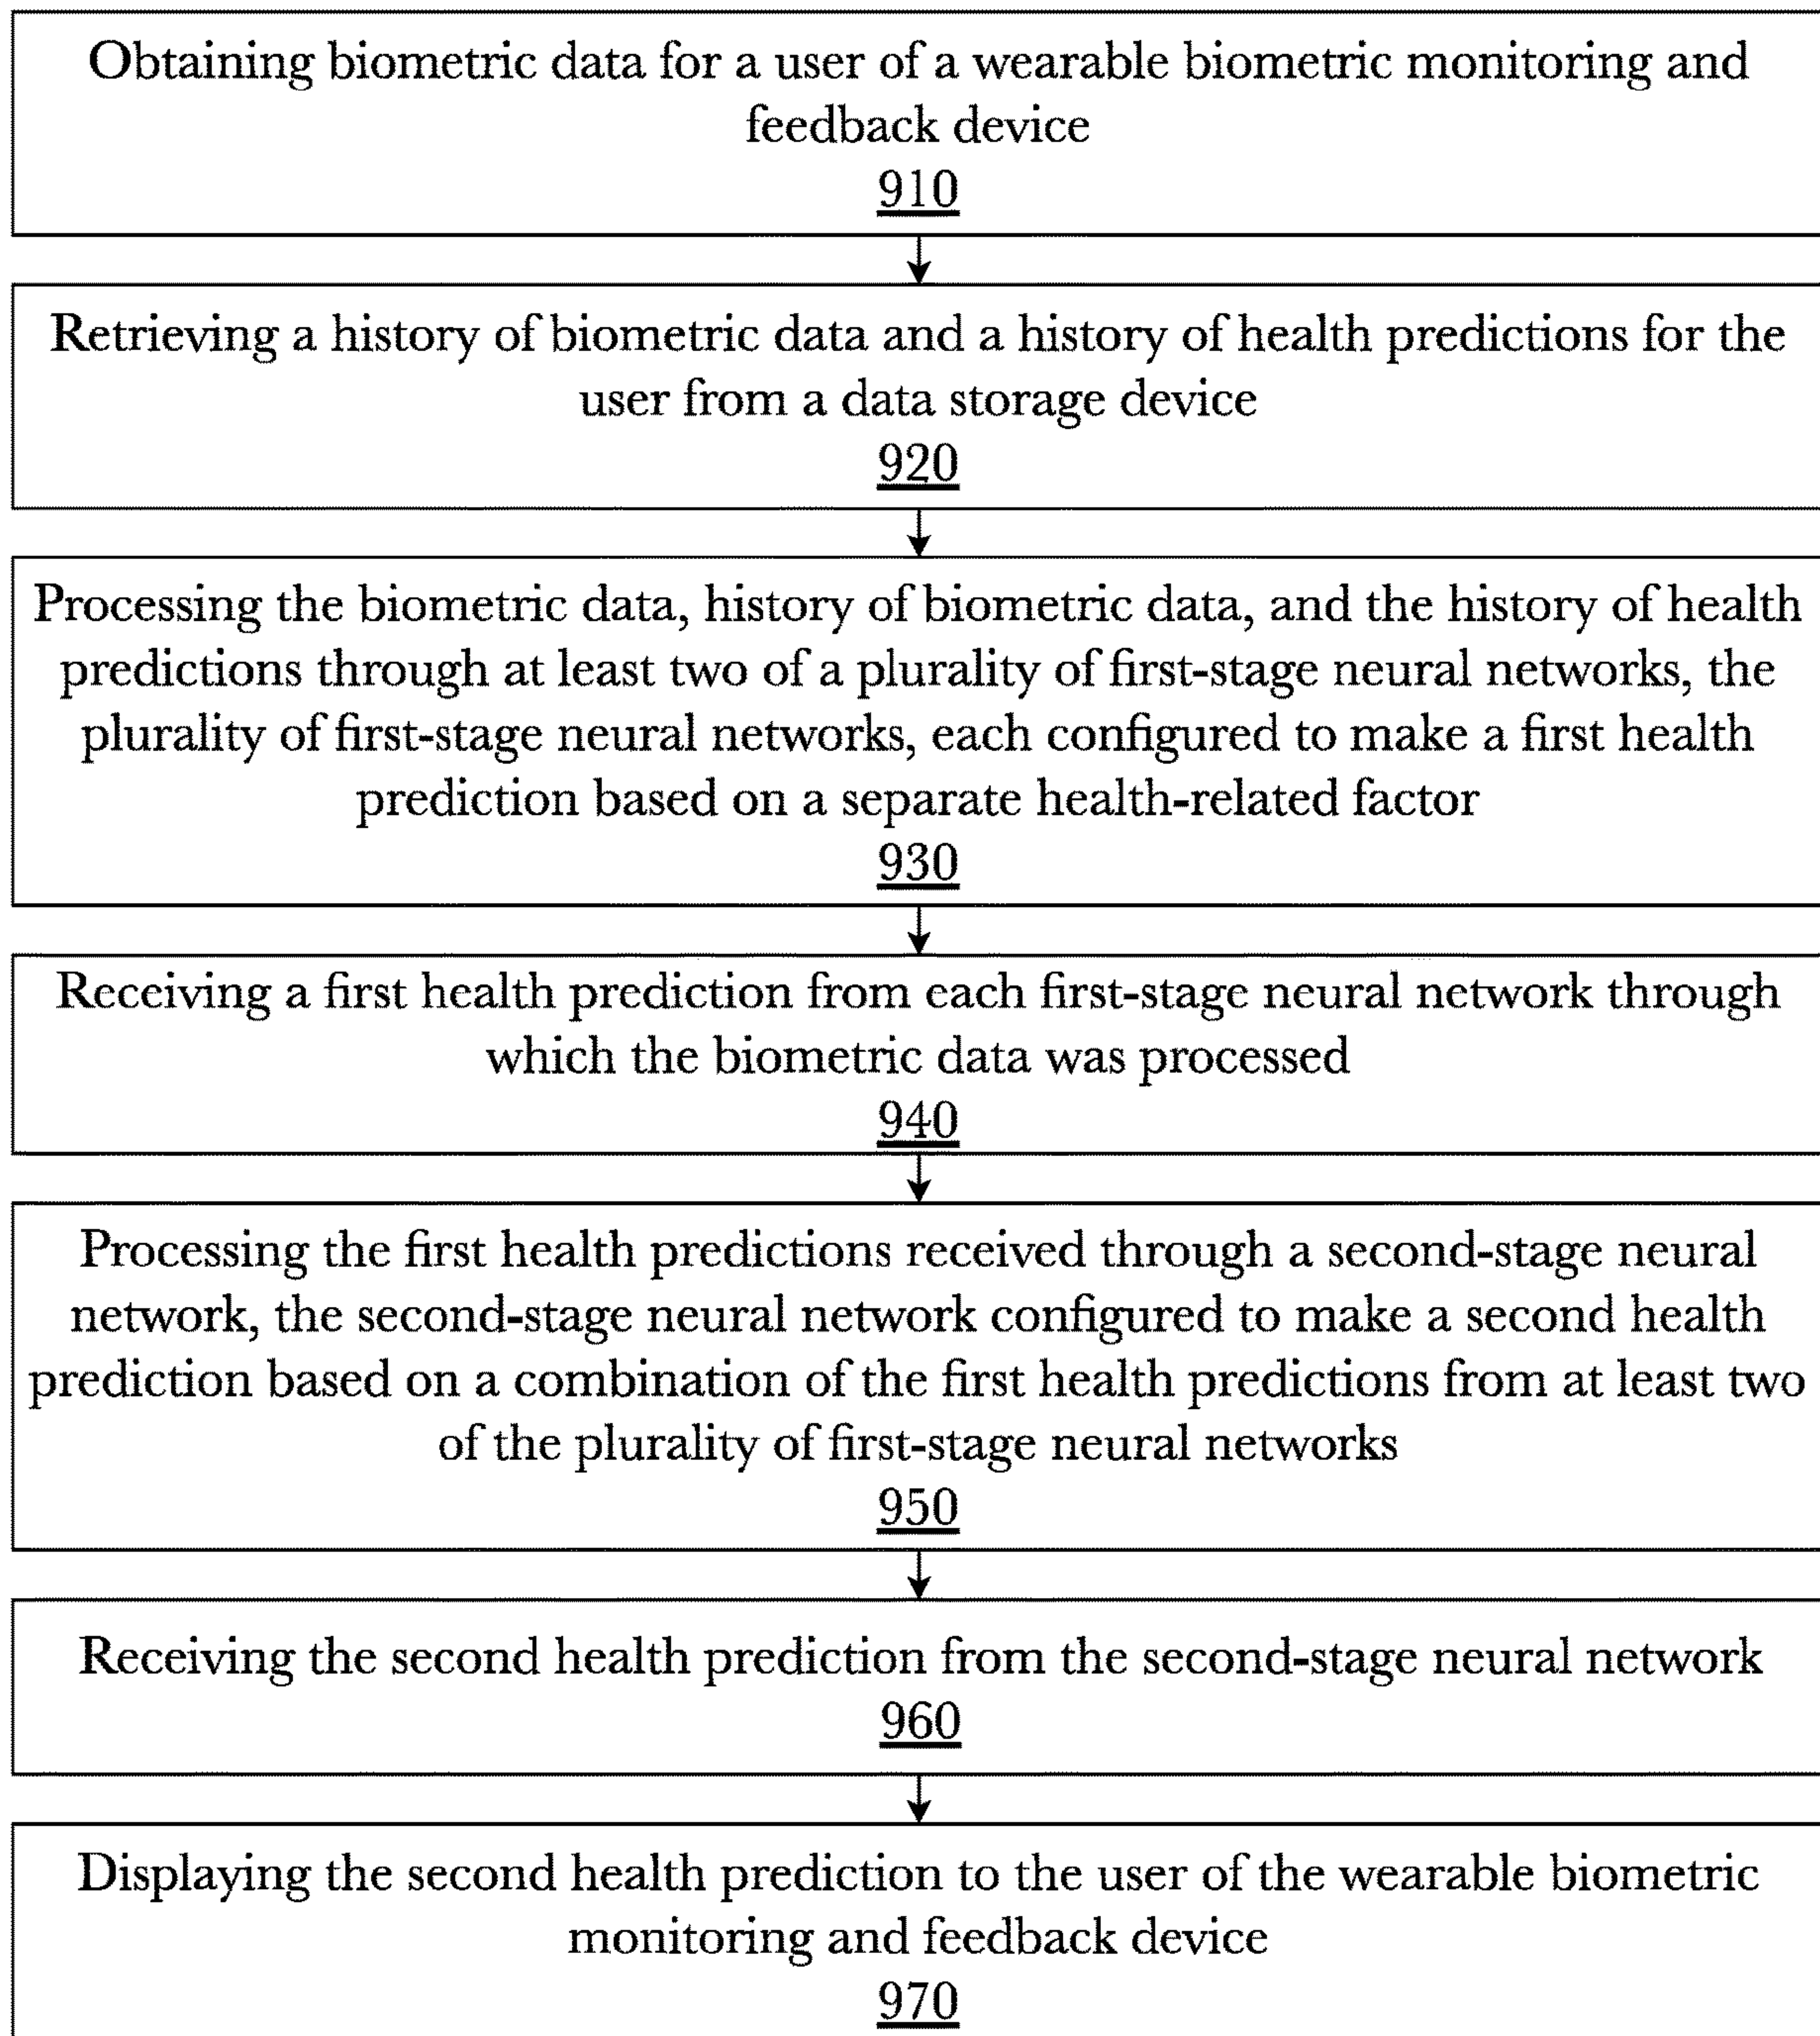 Obtaining biometric data for a user of a wearable biometric monitoring and
feedback device
910
Retrieving a history of biometric data and a history of health predictions for the
user from a data storage device
920
Processing the biometric data, history of biometric data, and the history of health
predictions through at least two of a plurality of first-stage neural networks, the
plurality of first-stage neural networks, each configured to make a first health
prediction based on a separate health-related factor
930
Receiving a first health prediction from each first-stage neural network through
which the biometric data was processed
940
Processing the first health predictions received through a second-stage neural
network, the second-stage neural network configured to make a second health
prediction based on a combination of the first health predictions from at least two
of the plurality of first-stage neural networks
950
Receiving the second health prediction from the second-stage neural network
960
Displaying the second health prediction to the user of the wearable biometric
monitoring and feedback device
970